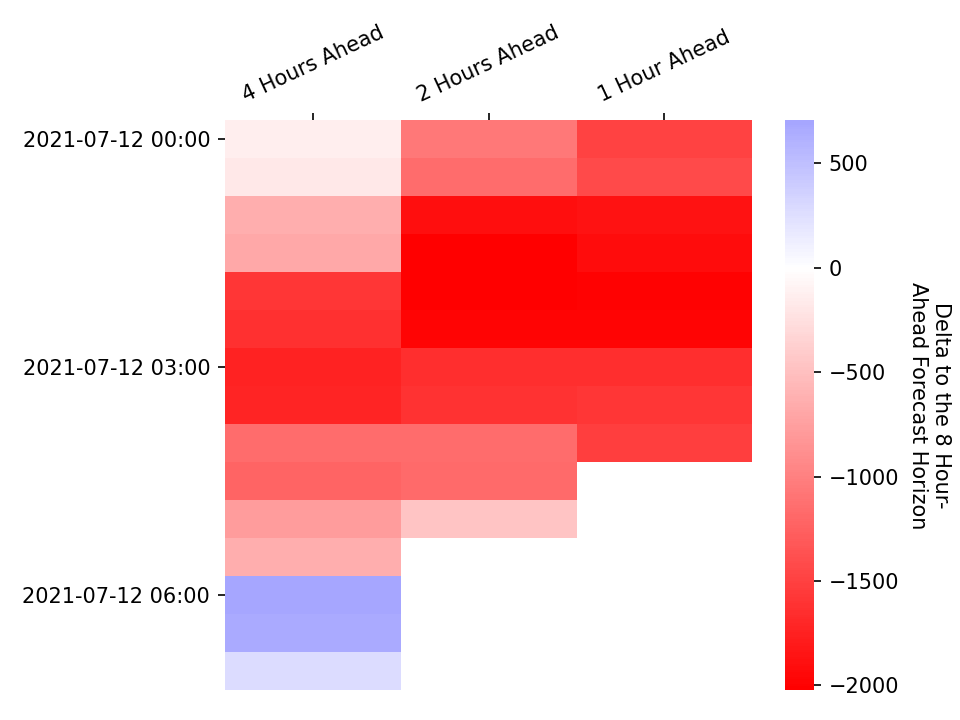 4 Hours Ahead
2 Hours Ahead
1 Hour Ahead
2021-07-12 00:00
2021-07-12 03:00
2021-07-12 06:00
500
0
−500
−1000
−1500
−2000
Delta to the 8 Hour-
Ahead Forecast Horizon